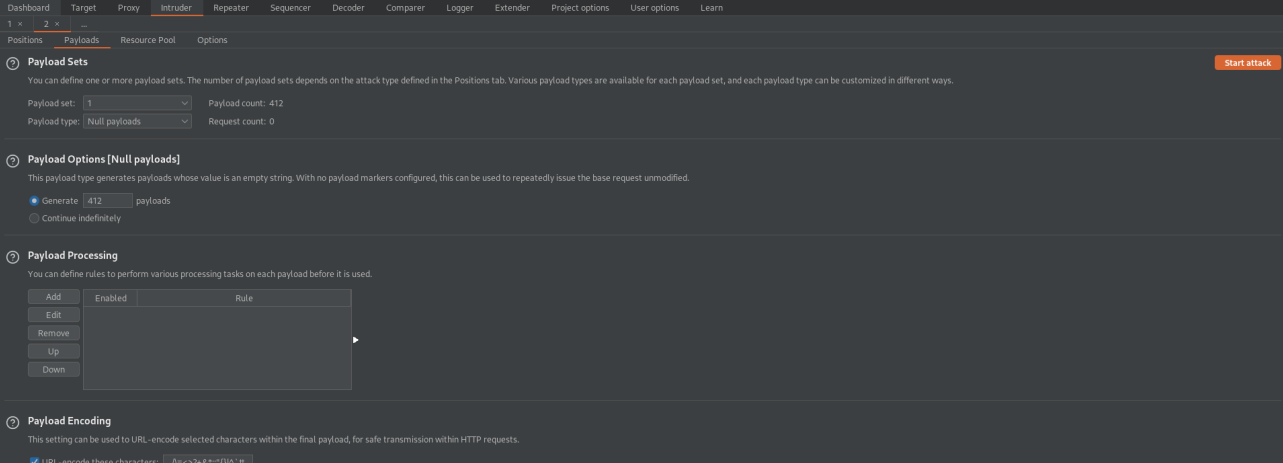 Dashboard Target Proxy Intruder Repeater Sequencer Decoder Comparer Logger Extender Project options User options Learn
1 × 2 × ...
Positions Payloads Resource Pool Options
? Payload Sets Start attack
You can define one or more payload sets. The number of payload sets depends on the attack type defined in the Positions tab. Various payload types are available for each payload set, and each payload type can be customized in different ways.
Payload set: 1 Payload count: 412
Payload type: Null payloads Request count: 0
? Payload Options [Null payloads]
This payload type generates payloads whose value is an empty string. With no payload markers configured, this can be used to repeatedly issue the base request unmodified.
Generate 412 payloads
Continue indefinitely
? Payload Processing
You can define rules to perform various processing tasks on each payload before it is used.
Add Enabled Rule
Edit
Remove
Up
Down
? Payload Encoding
This setting can be used to URL-encode selected characters within the final payload, for safe transmission within HTTP requests.
URL-encode these characters: